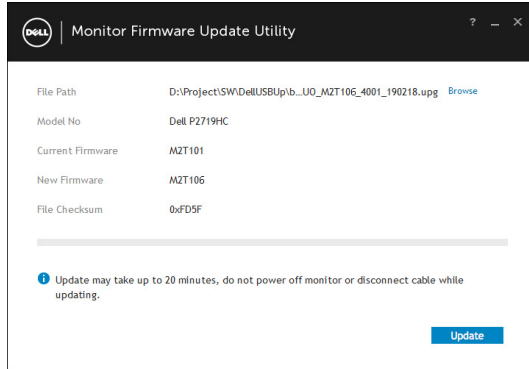 DELL Monitor Firmware Update Utility ? _ X
File Path D:\Project\SW\DellUSBUp\b...UO_M2T106_4001_190218.upg Browse
Model No Dell P2719HC
Current Firmware M2T101
New Firmware M2T106
File Checksum 0xFD5F
Update may take up to 20 minutes, do not power off monitor or disconnect cable while
updating.
Update